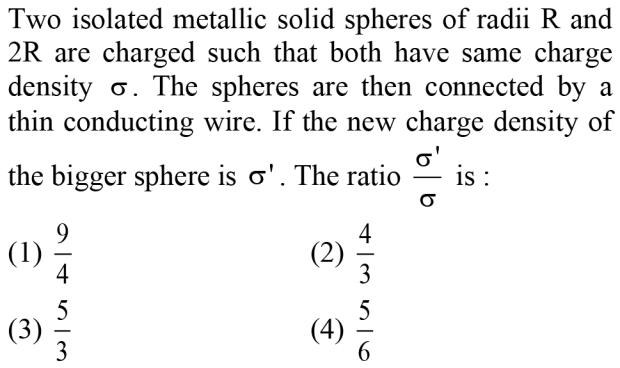 Two isolated metallic solid spheres of radii R and
2R are charged such that both have same charge
density σ. The spheres are then connected by a
thin conducting wire. If the new charge density of
the bigger sphere is σ'. The ratio σ'/σ is :
(1) 9/4 (2) 4/3
(3) 5/3 (4) 5/6